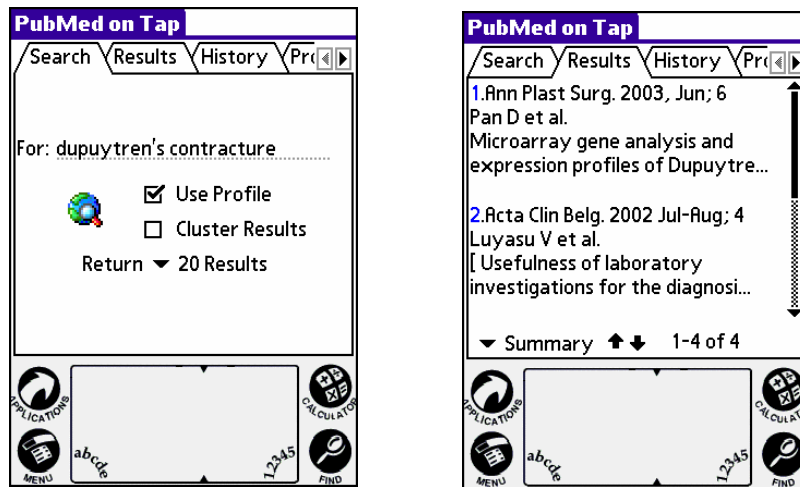 PubMed on Tap
Search Results History Pro
For: dupuytren's contracture
Use Profile
Cluster Results
Return 20 Results
APPLICATIONS
CALCULATOR
MENU
abcde
12345
FIND
PubMed on Tap
Search Results History Pro
1.Ann Plast Surg. 2003, Jun; 6
Pan D et al.
Microarray gene analysis and
expression profiles of Dupuytre...
2.Acta Clin Belg. 2002 Jul-Aug; 4
Luyasu V et al.
[ Usefulness of laboratory
investigations for the diagnosi...
Summary 1-4 of 4
APPLICATIONS
CALCULATO
MENU
abcde
12345
FIND